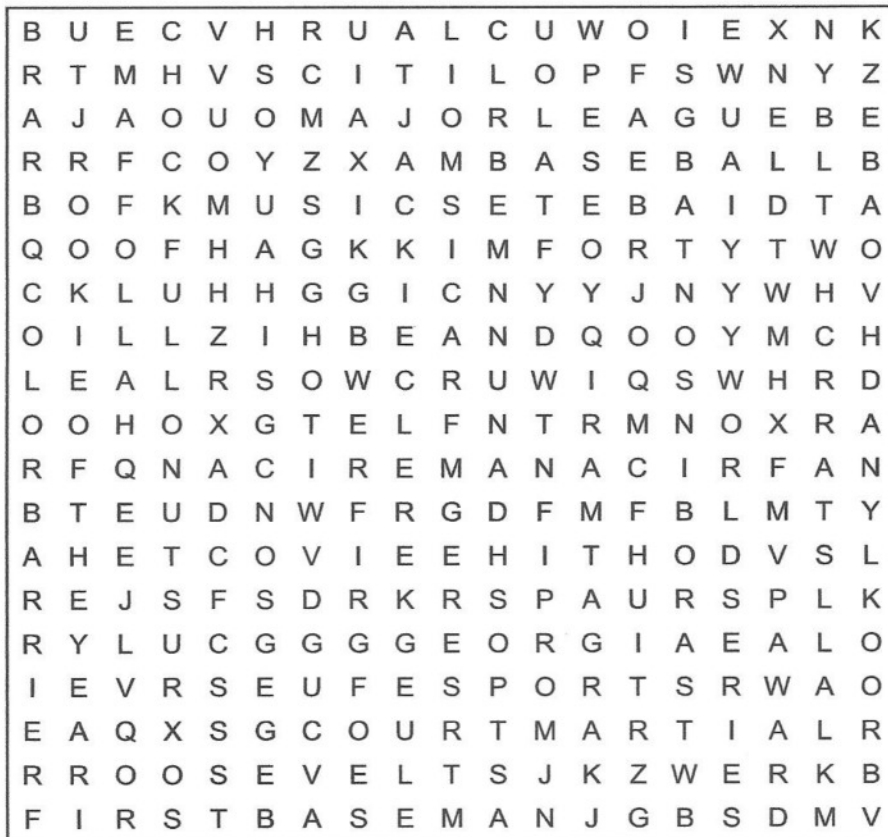 B U E C V H R U A L C U W O I E X N K
R T M H V S C I T I L O P F S W N Y Z
A J A O U O M A J O R L E A G U E B E
R R F C O Y Z X A M B A S E B A L L B
B O F K M U S I C S E T E B A I D T A
Q O O F H A G K K I M F O R T Y T W O
C K L U H H G G I C N Y Y J N Y W H V
O I L L Z I H B E A N D Q O O Y M C H
L E A L R S O W C R U W I Q S W H R D
O O H O X G T E L F N T R M N O X R A
R F Q N A C I R E M A N A C I R F A N
B T E U D N W F R G D F M F B L M T Y
A H E T C O V I E E H I T H O D V S L
R E J S F S D R K R S P A U R S P L K
R Y L U C G G G G E O R G I A E A L O
I E V R S E U F E S P O R T S R W A O
E A Q X S G C O U R T M A R T I A L R
R R O O S E V E L T S J K Z W E R K B
F I R S T B A S E M A N J G B S D M V